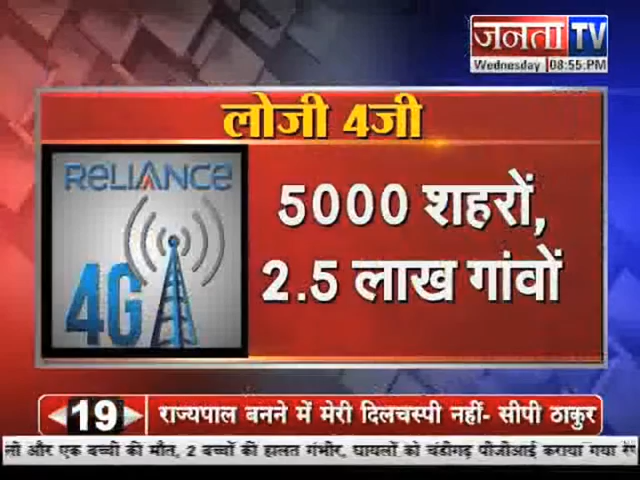 जनता TV
Wednesday 08:55:PM
लोजी 4जी
RELIANCE
4G
5000 शहरों,
2.5 लाख गांवों
19 राज्यपाल बनने में मेरी दिलचस्पी नहीं- सीपी ठाकुर
और एक बच्ची की मौत, 2 बच्चों की हालत गंभीर, घायलों को चंडीगढ़ पीजीआई कराया गया